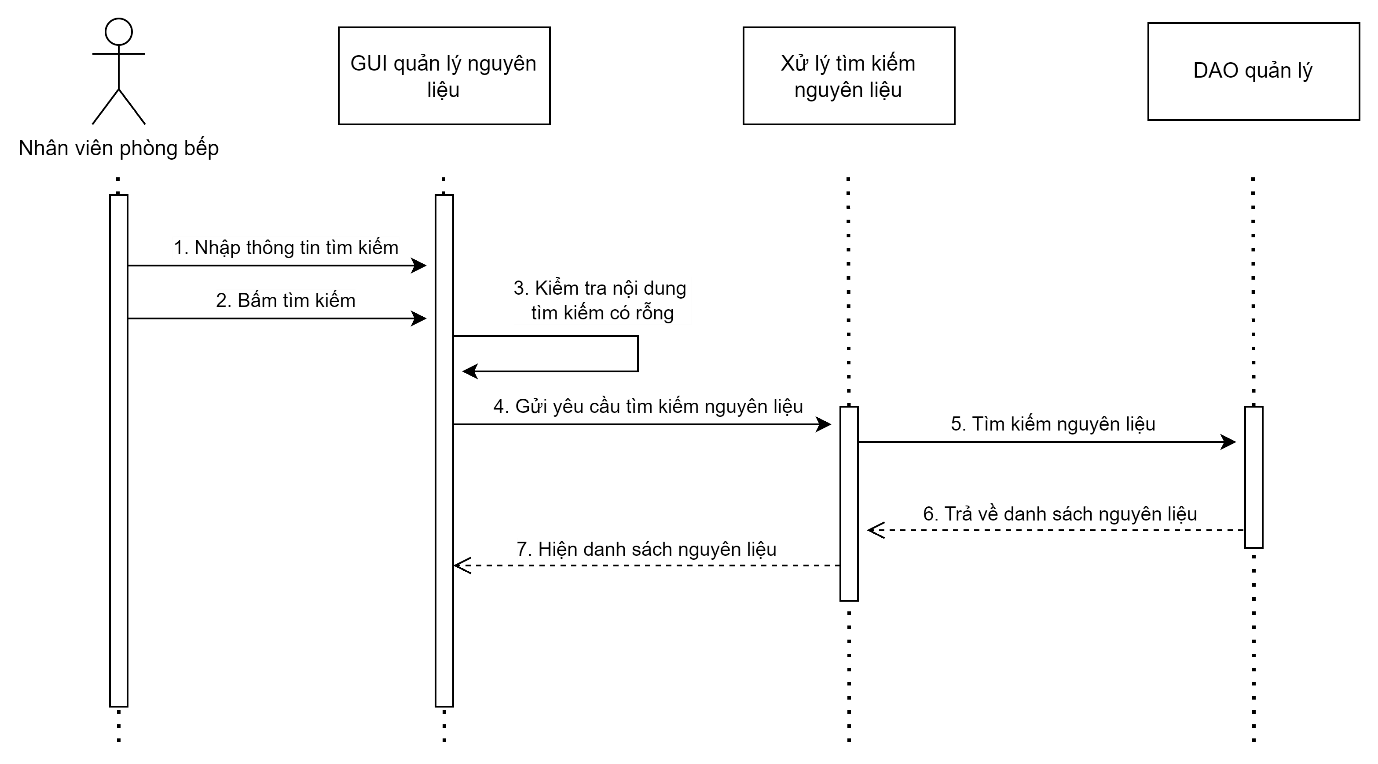 Nhân viên phòng bếp
GUI quản lý nguyên
liệu
Xử lý tìm kiếm
nguyên liệu
DAO quản lý
1. Nhập thông tin tìm kiếm
2. Bấm tìm kiếm
3. Kiểm tra nội dung
tìm kiếm có rỗng
4. Gửi yêu cầu tìm kiếm nguyên liệu
5. Tìm kiếm nguyên liệu
6. Trả về danh sách nguyên liệu
7. Hiện danh sách nguyên liệu